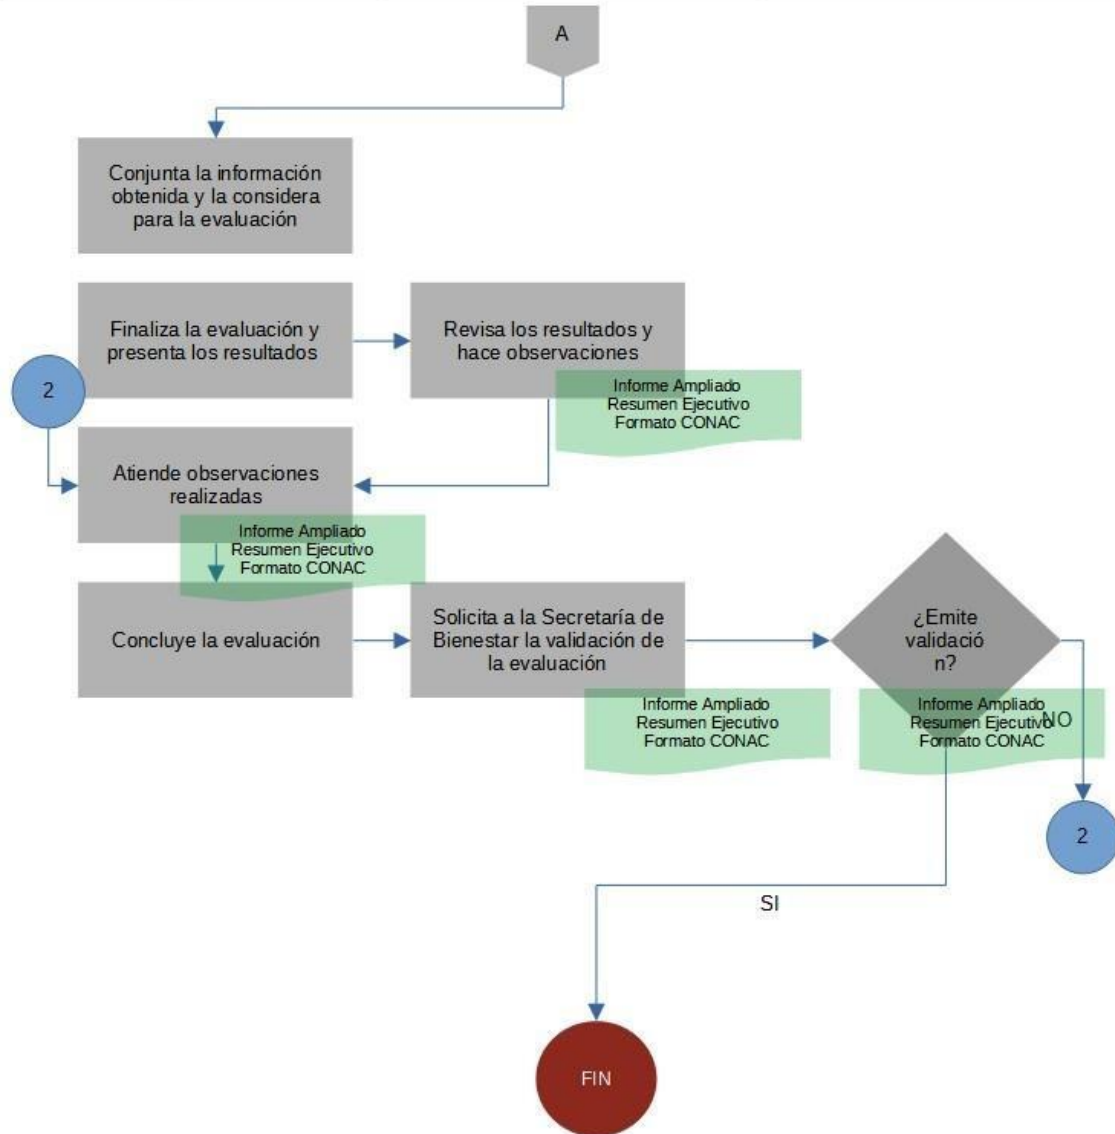 A
Conjunta la información
obtenida y la considera
para la evaluación
Finaliza la evaluación y
presenta los resultados
Revisa los resultados y
hace observaciones
Informe Ampliado
Resumen Ejecutivo
Formato CONAC
2
Atiende observaciones
realizadas
Informe Ampliado
Resumen Ejecutivo
Formato CONAC
Concluye la evaluación
Solicita a la Secretaría de
Bienestar la validación de
la evaluación
Informe Ampliado
Resumen Ejecutivo
Formato CONAC
¿Emite
validació
n?
Informe Ampliado
Resumen Ejecutivo
Formato CONAC
NO
2
SI
FIN